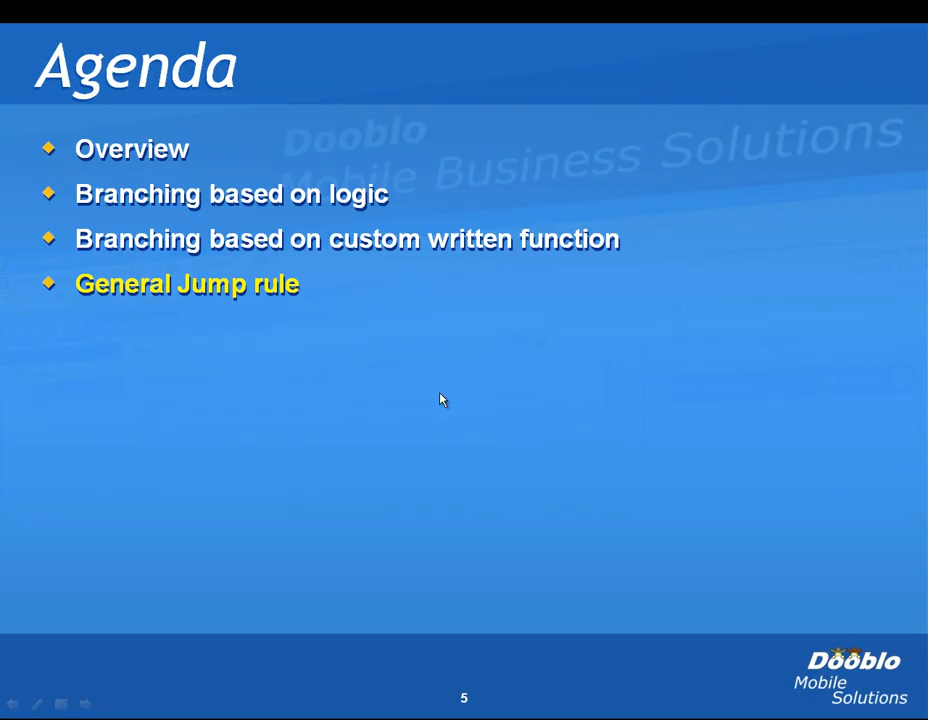 Agenda
Dooblo
Mobile Business Solutions
Overview
Branching based on logic
Branching based on custom written function
General Jump rule
5
Dooblo
Mobile
Solutions